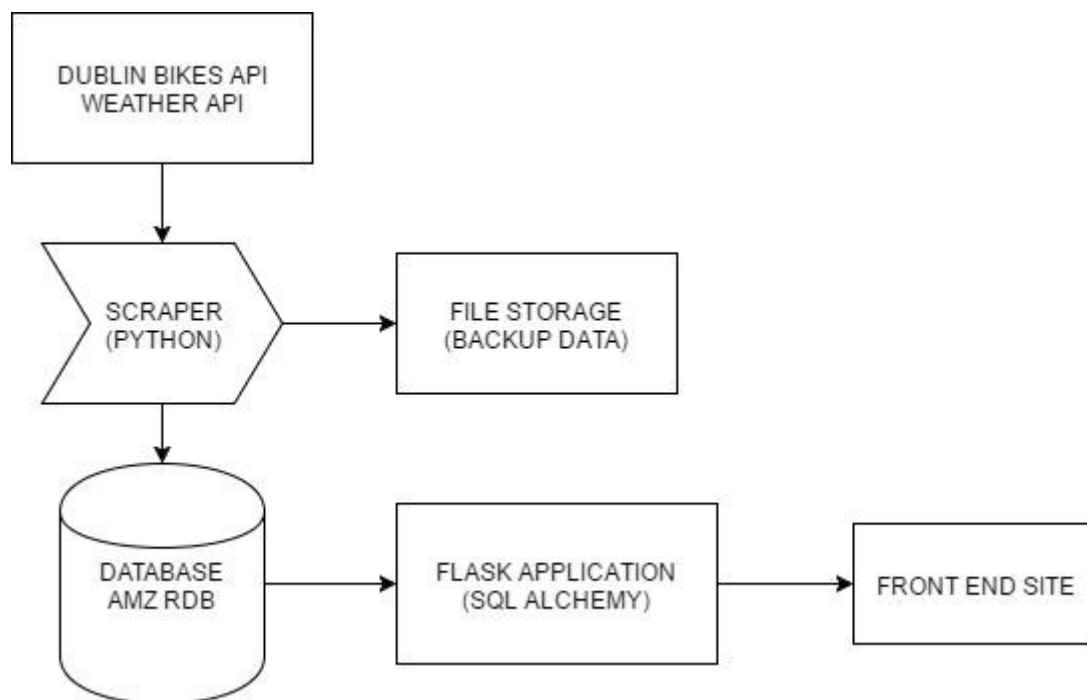 DUBLIN BIKES API
WEATHER API
SCRAPER
(PYTHON)
FILE STORAGE
(BACKUP DATA)
DATABASE
AMZ RDB
FLASK APPLICATION
(SQL ALCHEMY)
FRONT END SITE